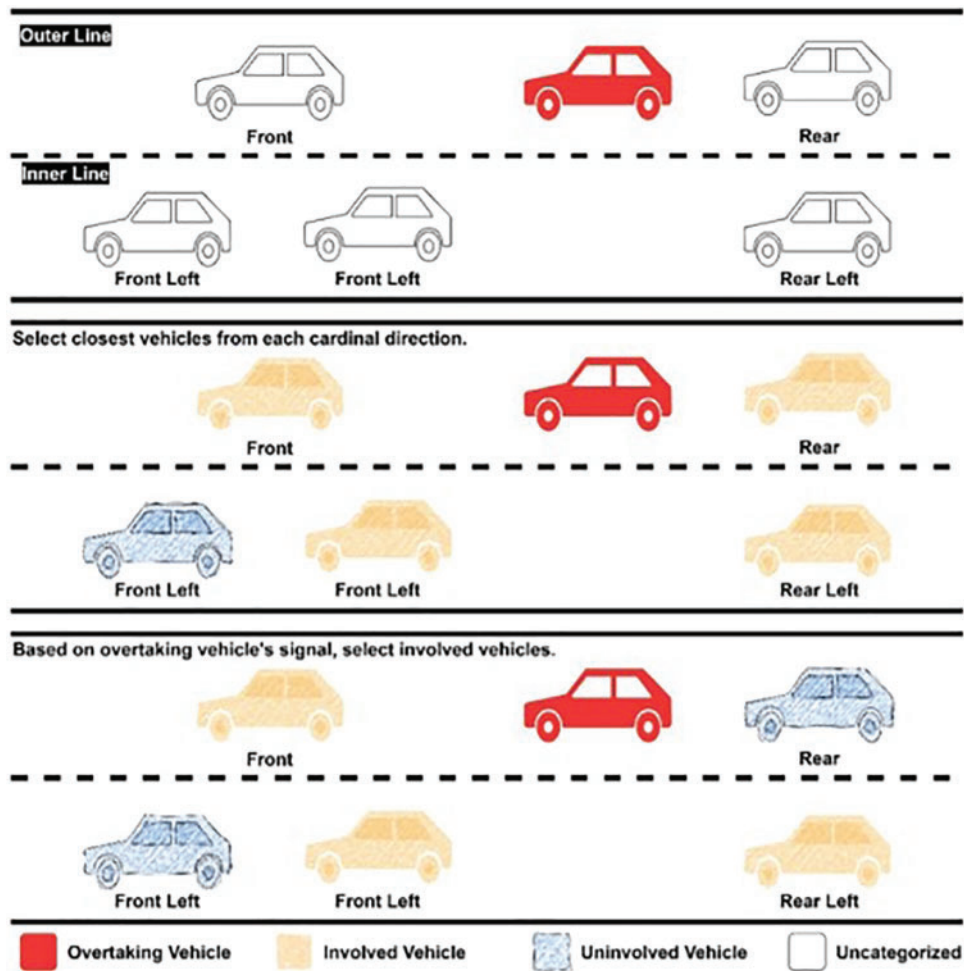 Outer Line
Front
Rear
Inner Line
Front Left
Front Left
Rear Left
Select closest vehicles from each cardinal direction.
Front
Rear
Front Left
Front Left
Rear Left
Based on overtaking vehicle's signal, select involved vehicles.
Front
Rear
Front Left
Front Left
Rear Left
Overtaking Vehicle
Involved Vehicle
Uninvolved Vehicle
Uncategorized